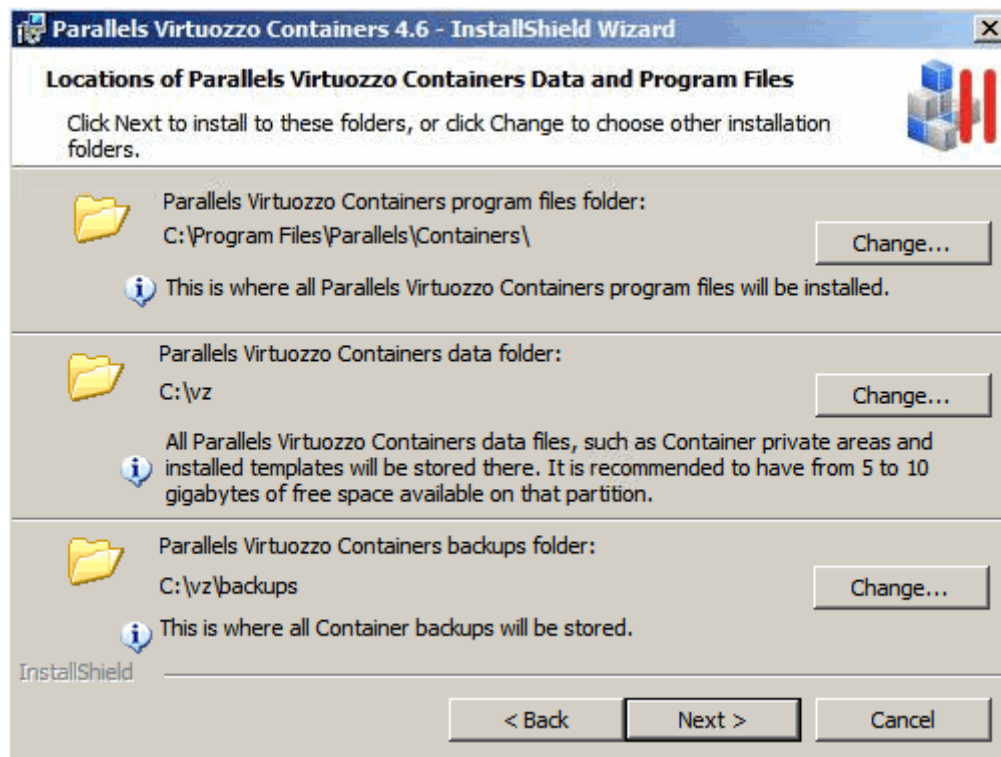 Parallels Virtuozzo Containers 4.6 - InstallShield Wizard
Locations of Parallels Virtuozzo Containers Data and Program Files
Click Next to install to these folders, or click Change to choose other installation
folders.
Parallels Virtuozzo Containers program files folder:
C:\Program Files\Parallels\Containers\
Change...
This is where all Parallels Virtuozzo Containers program files will be installed.
Parallels Virtuozzo Containers data folder:
C:\vz
Change...
All Parallels Virtuozzo Containers data files, such as Container private areas and
installed templates will be stored there. It is recommended to have from 5 to 10
gigabytes of free space available on that partition.
Parallels Virtuozzo Containers backups folder:
C:\vz\backups
Change...
This is where all Container backups will be stored.
InstallShield
< Back
Next >
Cancel